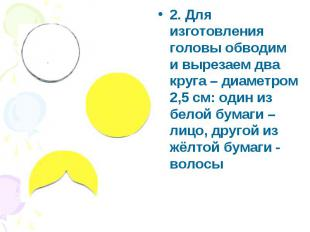 • 2. Для
изготовления
головы обводим
и вырезаем два
круга – диаметром
2,5 см: один из
белой бумаги –
лицо, другой из
жёлтой бумаги -
волосы